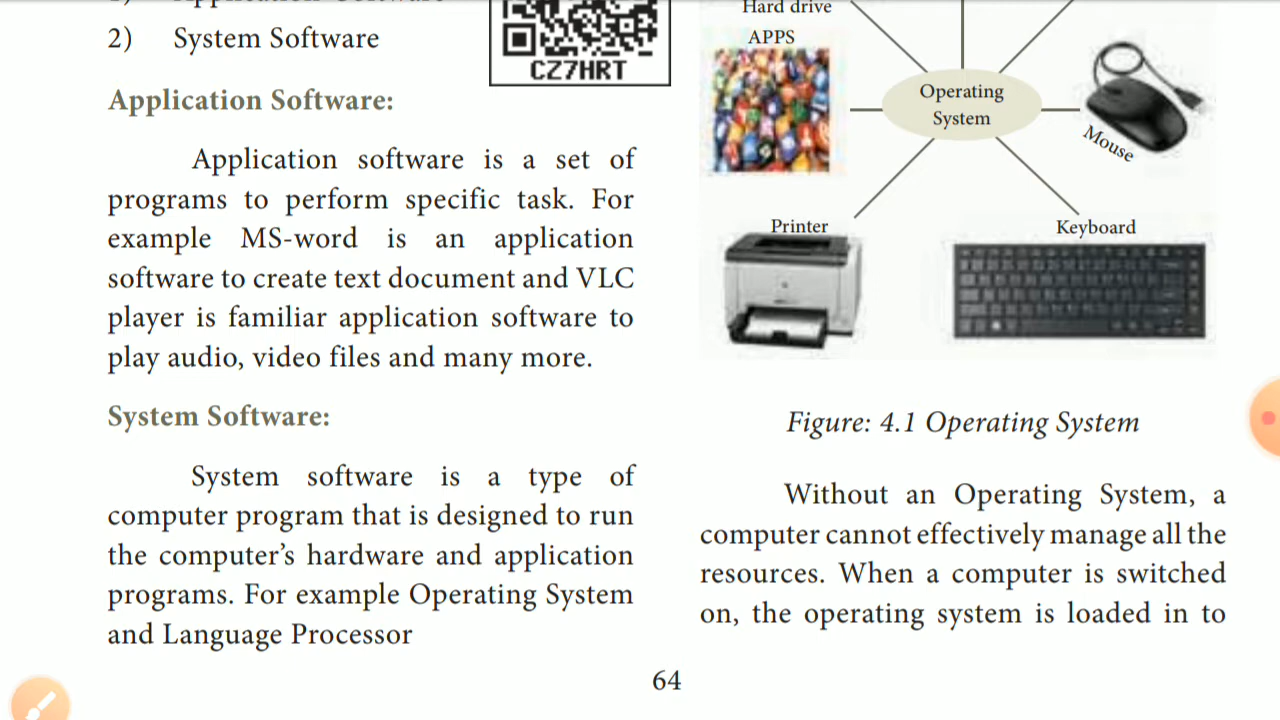 2) System Software
CZ7HRT
Application Software:
Application software is a set of
programs to perform specific task. For
example MS-word is an application
software to create text document and VLC
player is familiar application software to
play audio, video files and many more.
System Software:
System software is a type of
computer program that is designed to run
the computer's hardware and application
programs. For example Operating System
and Language Processor
Hard drive
APPS
Operating
System
Mouse
Printer
Keyboard
Figure: 4.1 Operating System
Without an Operating System, a
computer cannot effectively manage all the
resources. When a computer is switched
on, the operating system is loaded in to
64